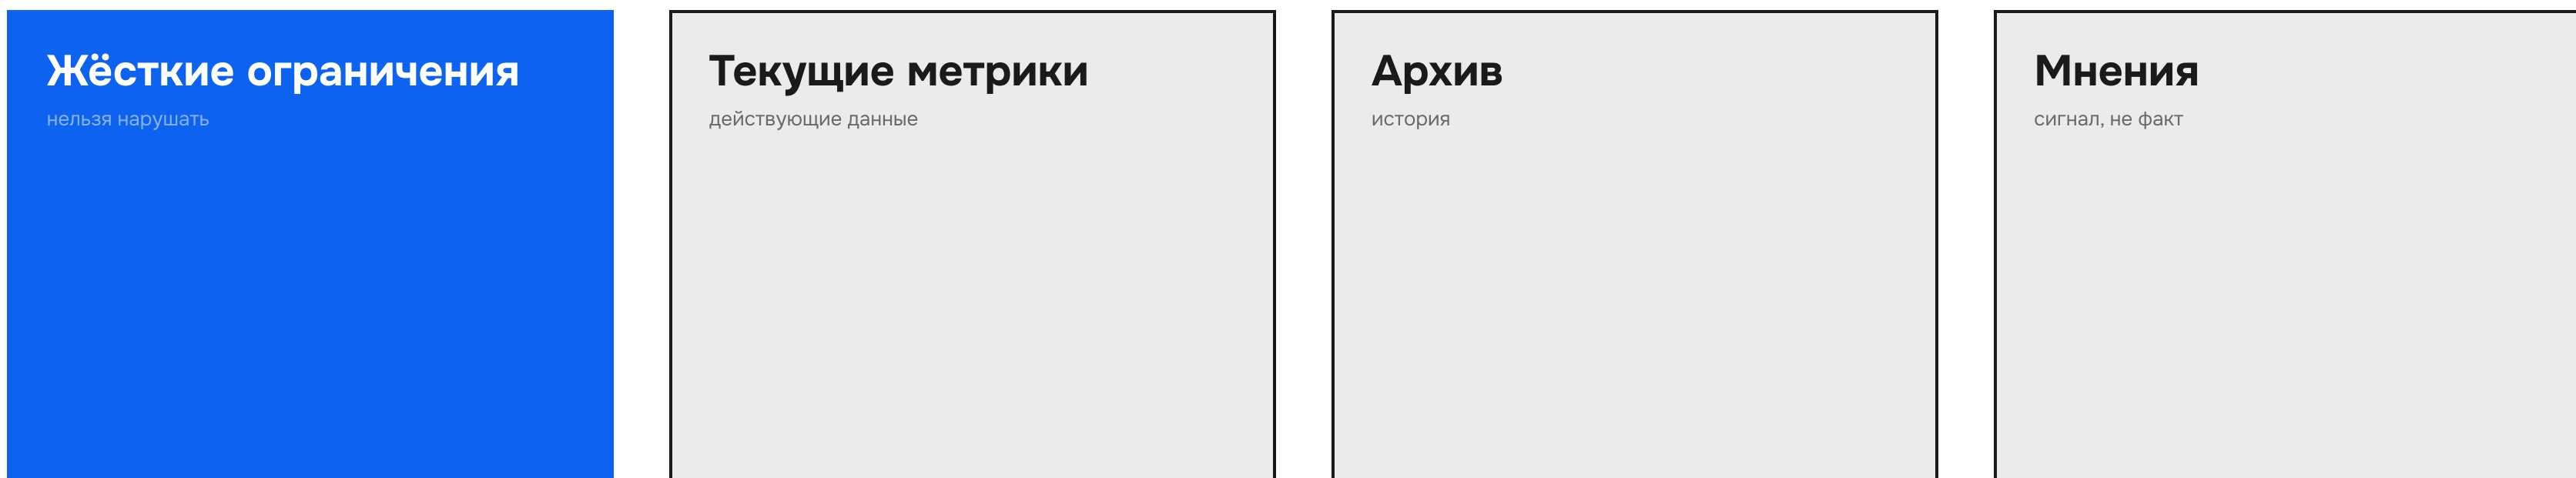 Жёсткие ограничения
нельзя нарушать
Текущие метрики
действующие данные
Архив
история
Мнения
сигнал, не факт